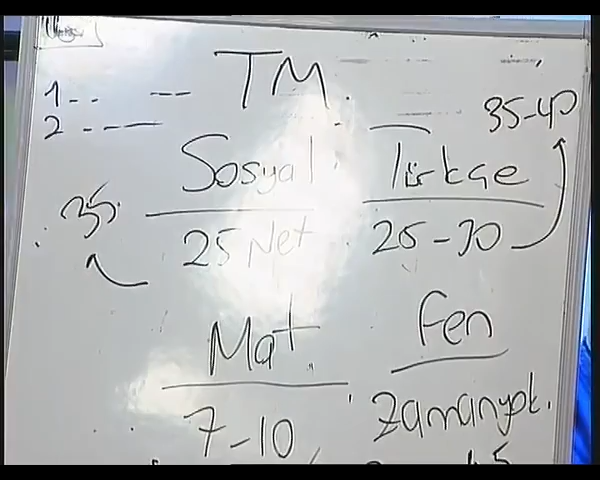 TM
1.. --
2 . . ---
35-40
Sosyal Türkçe
35
25 Net 25-30
Mat. Fen
7-10 Zamanyok.